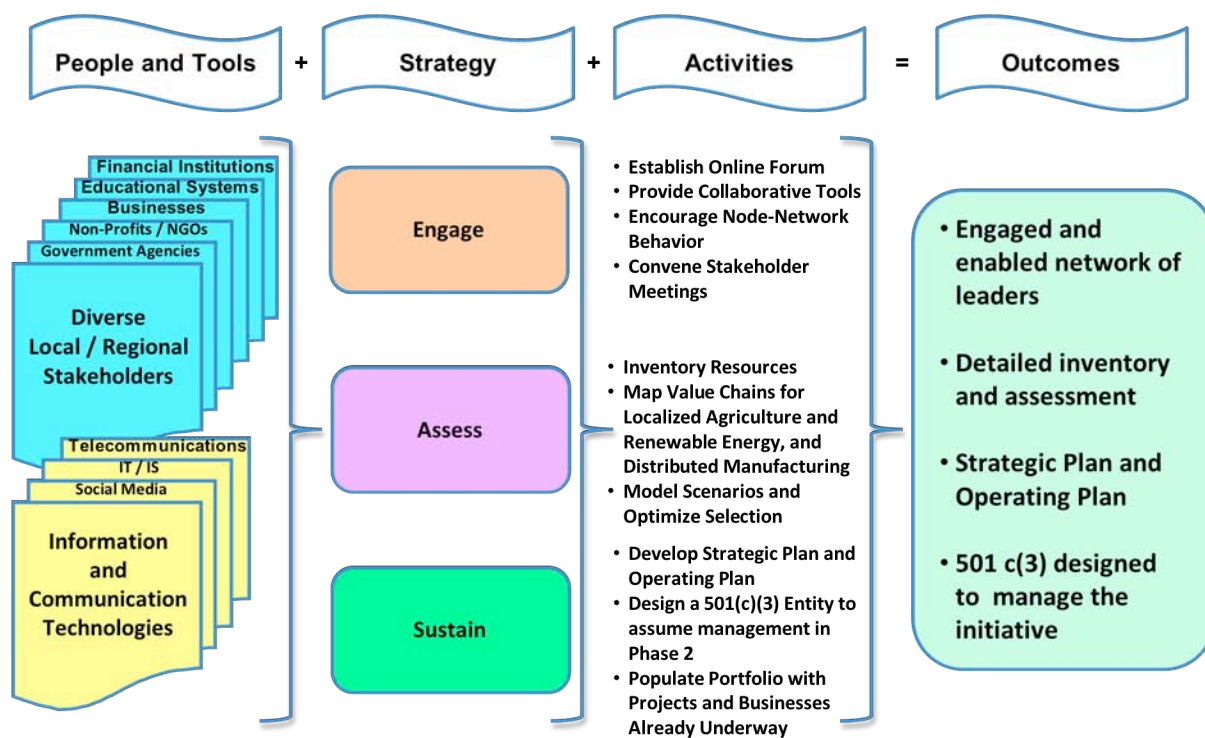 People and Tools + Strategy + Activities = Outcomes
Financial Institutions
Educational Systems
Businesses
Non-Profits / NGOs
Government Agencies
Diverse
Local / Regional
Stakeholders
Telecommunications
IT / IS
Social Media
Information
and
Communication
Technologies
Engage
Assess
Sustain
• Establish Online Forum
• Provide Collaborative Tools
• Encourage Node-Network
Behavior
• Convene Stakeholder
Meetings
• Inventory Resources
• Map Value Chains for
Localized Agriculture and
Renewable Energy, and
Distributed Manufacturing
• Model Scenarios and
Optimize Selection
• Develop Strategic Plan and
Operating Plan
• Design a 501(c)(3) Entity to
assume management in
Phase 2
• Populate Portfolio with
Projects and Businesses
Already Underway
• Engaged and
enabled network of
leaders
• Detailed inventory
and assessment
• Strategic Plan and
Operating Plan
• 501 c(3) designed
to manage the
initiative